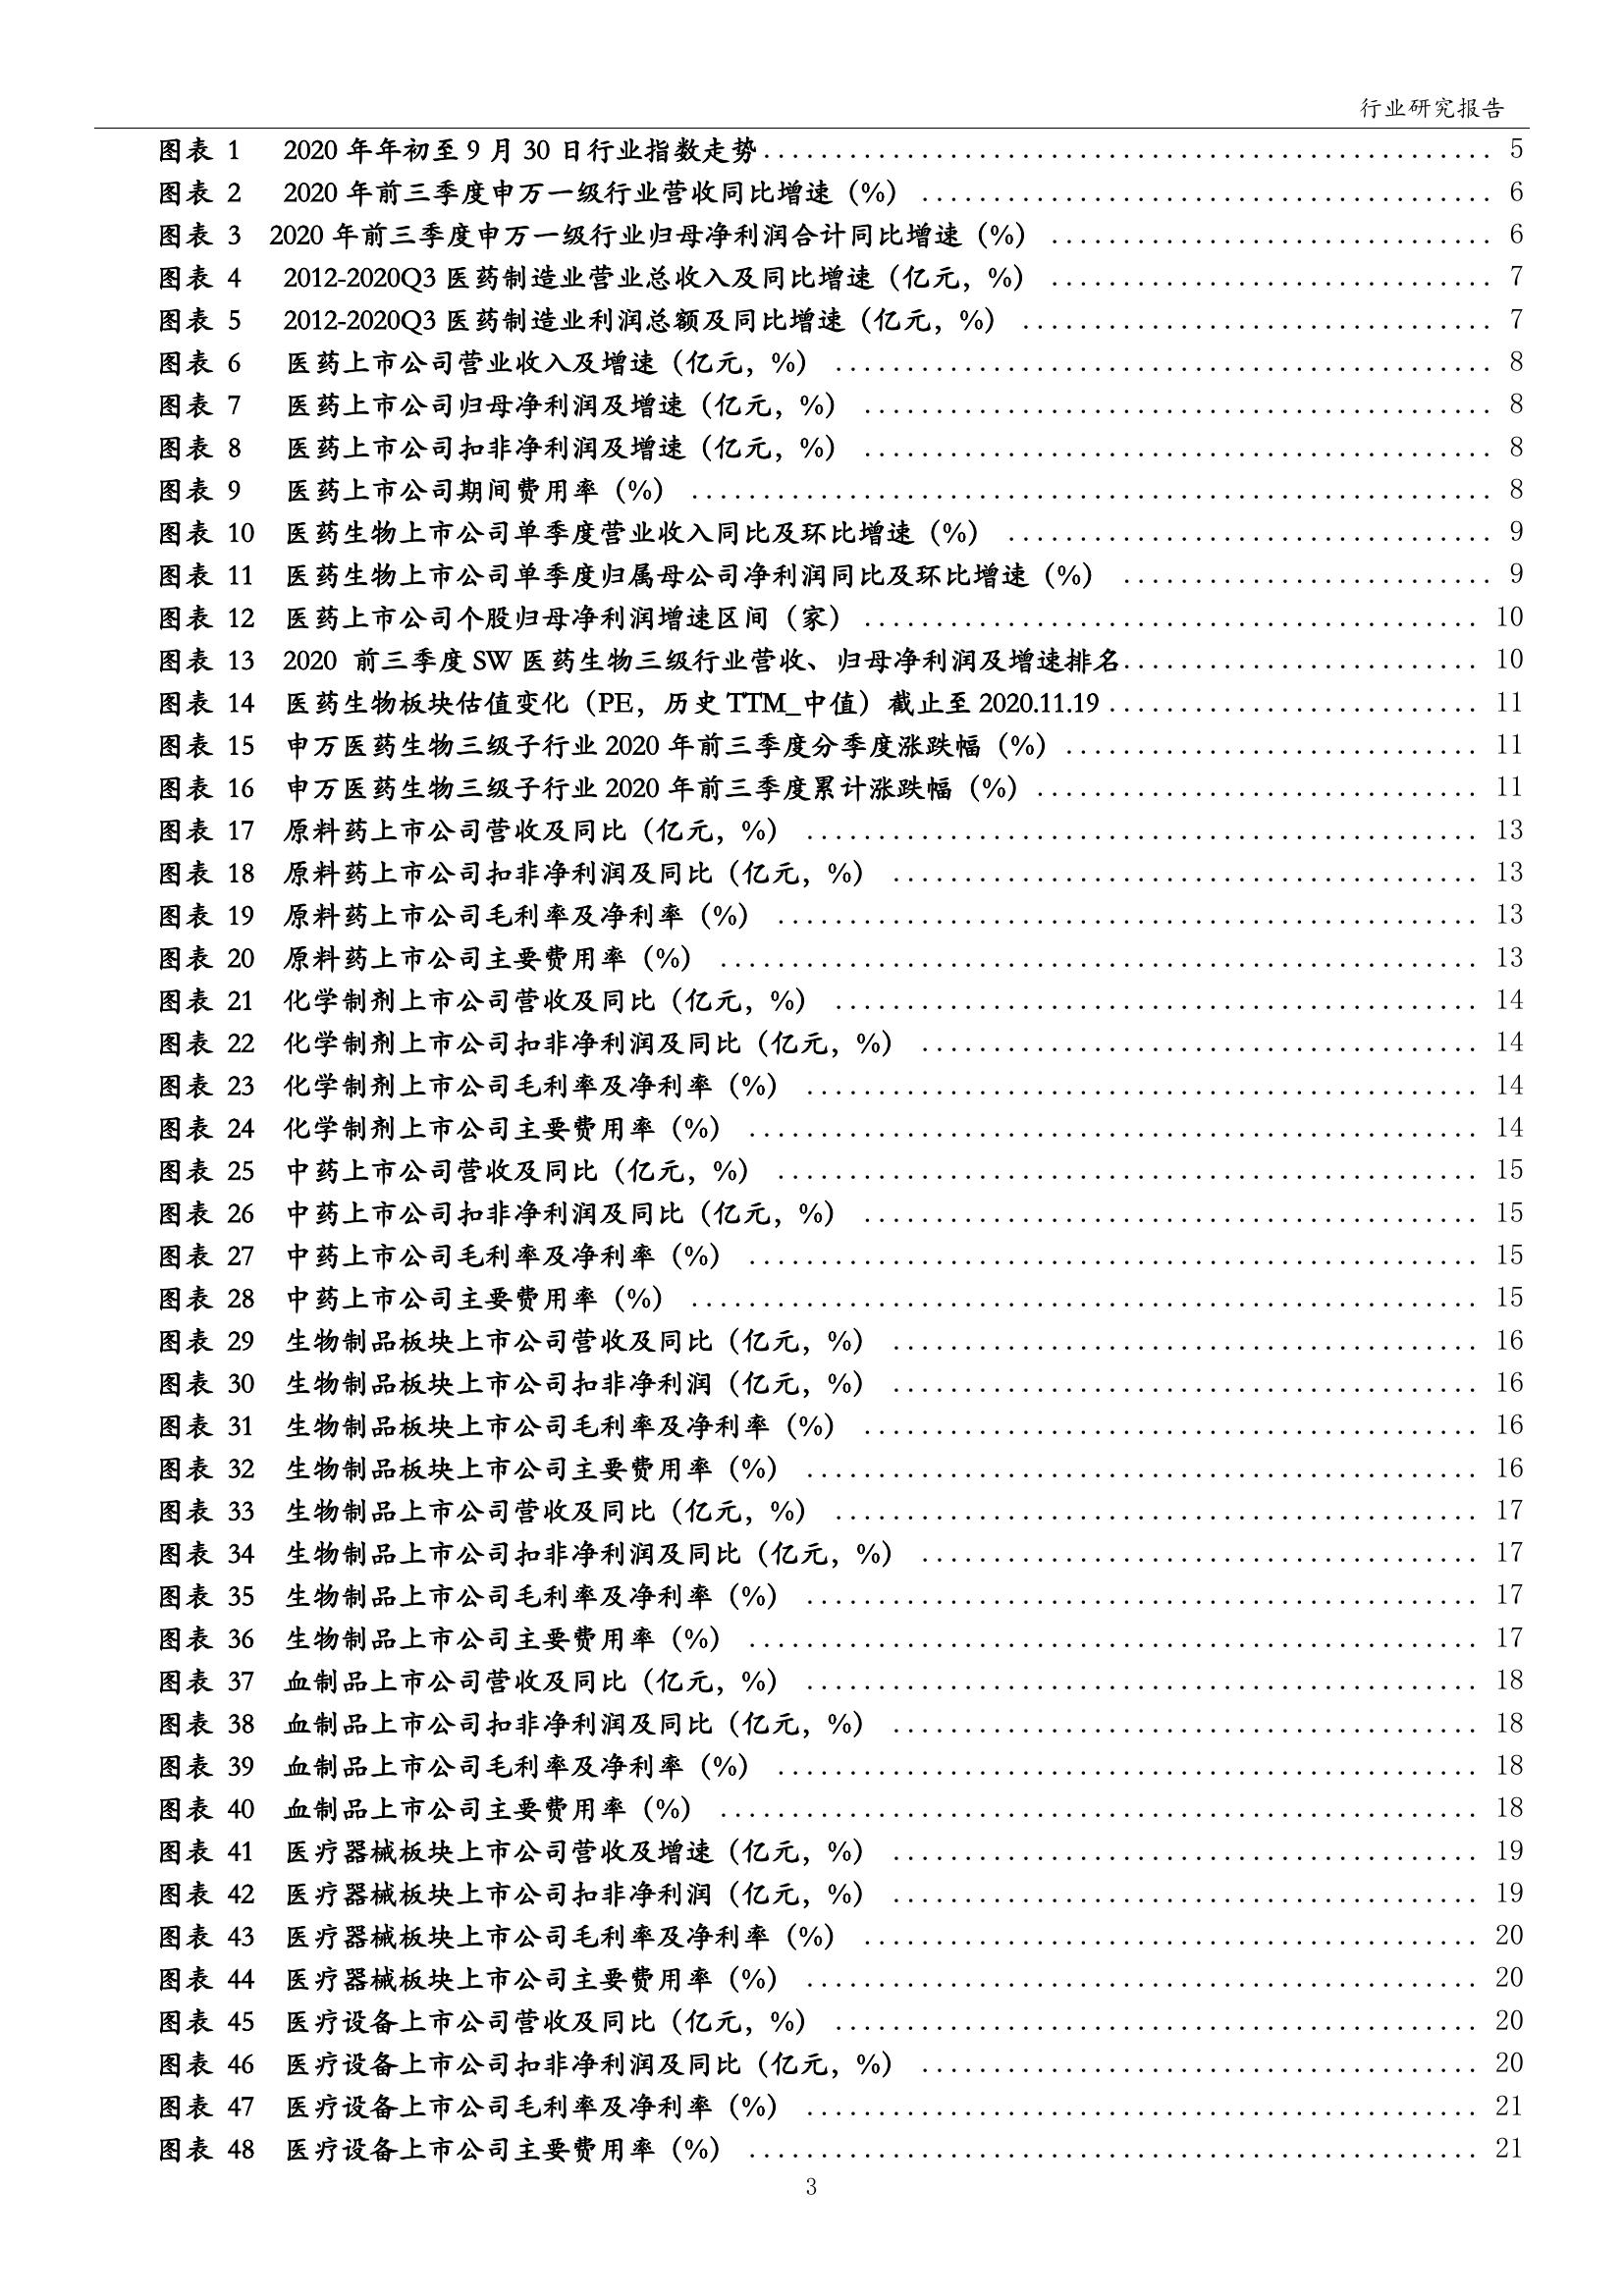 行业研究报告
图表 1 2020 年年初至 9 月 30 日行业指数走势 5
图表 2 2020 年前三季度申万一级行业营收同比增速（%） 6
图表 3 2020 年前三季度申万一级行业归母净利润合计同比增速（%） 6
图表 4 2012-2020Q3 医药制造业营业总收入及同比增速（亿元，%） 7
图表 5 2012-2020Q3 医药制造业利润总额及同比增速（亿元，%） 7
图表 6 医药上市公司营业收入及增速（亿元，%） 8
图表 7 医药上市公司归母净利润及增速（亿元，%） 8
图表 8 医药上市公司扣非净利润及增速（亿元，%） 8
图表 9 医药上市公司期间费用率（%） 8
图表 10 医药生物上市公司单季度营业收入同比及环比增速（%） 9
图表 11 医药生物上市公司单季度归属母公司净利润同比及环比增速（%） 9
图表 12 医药上市公司个股归母净利润增速区间（家） 10
图表 13 2020 前三季度 SW 医药生物三级行业营收、归母净利润及增速排名 10
图表 14 医药生物板块估值变化（PE，历史 TTM_中值）截止至 2020.11.19 11
图表 15 申万医药生物三级子行业 2020 年前三季度分季度涨跌幅（%） 11
图表 16 申万医药生物三级子行业 2020 年前三季度累计涨跌幅（%） 11
图表 17 原料药上市公司营收及同比（亿元，%） 13
图表 18 原料药上市公司扣非净利润及同比（亿元，%） 13
图表 19 原料药上市公司毛利率及净利率（%） 13
图表 20 原料药上市公司主要费用率（%） 13
图表 21 化学制剂上市公司营收及同比（亿元，%） 14
图表 22 化学制剂上市公司扣非净利润及同比（亿元，%） 14
图表 23 化学制剂上市公司毛利率及净利率（%） 14
图表 24 化学制剂上市公司主要费用率（%） 14
图表 25 中药上市公司营收及同比（亿元，%） 15
图表 26 中药上市公司扣非净利润及同比（亿元，%） 15
图表 27 中药上市公司毛利率及净利率（%） 15
图表 28 中药上市公司主要费用率（%） 15
图表 29 生物制品板块上市公司营收及同比（亿元，%） 16
图表 30 生物制品板块上市公司扣非净利润（亿元，%） 16
图表 31 生物制品板块上市公司毛利率及净利率（%） 16
图表 32 生物制品板块上市公司主要费用率（%） 16
图表 33 生物制品上市公司营收及同比（亿元，%） 17
图表 34 生物制品上市公司扣非净利润及同比（亿元，%） 17
图表 35 生物制品上市公司毛利率及净利率（%） 17
图表 36 生物制品上市公司主要费用率（%） 17
图表 37 血制品上市公司营收及同比（亿元，%） 18
图表 38 血制品上市公司扣非净利润及同比（亿元，%） 18
图表 39 血制品上市公司毛利率及净利率（%） 18
图表 40 血制品上市公司主要费用率（%） 18
图表 41 医疗器械板块上市公司营收及增速（亿元，%） 19
图表 42 医疗器械板块上市公司扣非净利润（亿元，%） 19
图表 43 医疗器械板块上市公司毛利率及净利率（%） 20
图表 44 医疗器械板块上市公司主要费用率（%） 20
图表 45 医疗设备上市公司营收及同比（亿元，%） 20
图表 46 医疗设备上市公司扣非净利润及同比（亿元，%） 20
图表 47 医疗设备上市公司毛利率及净利率（%） 21
图表 48 医疗设备上市公司主要费用率（%） 21
3